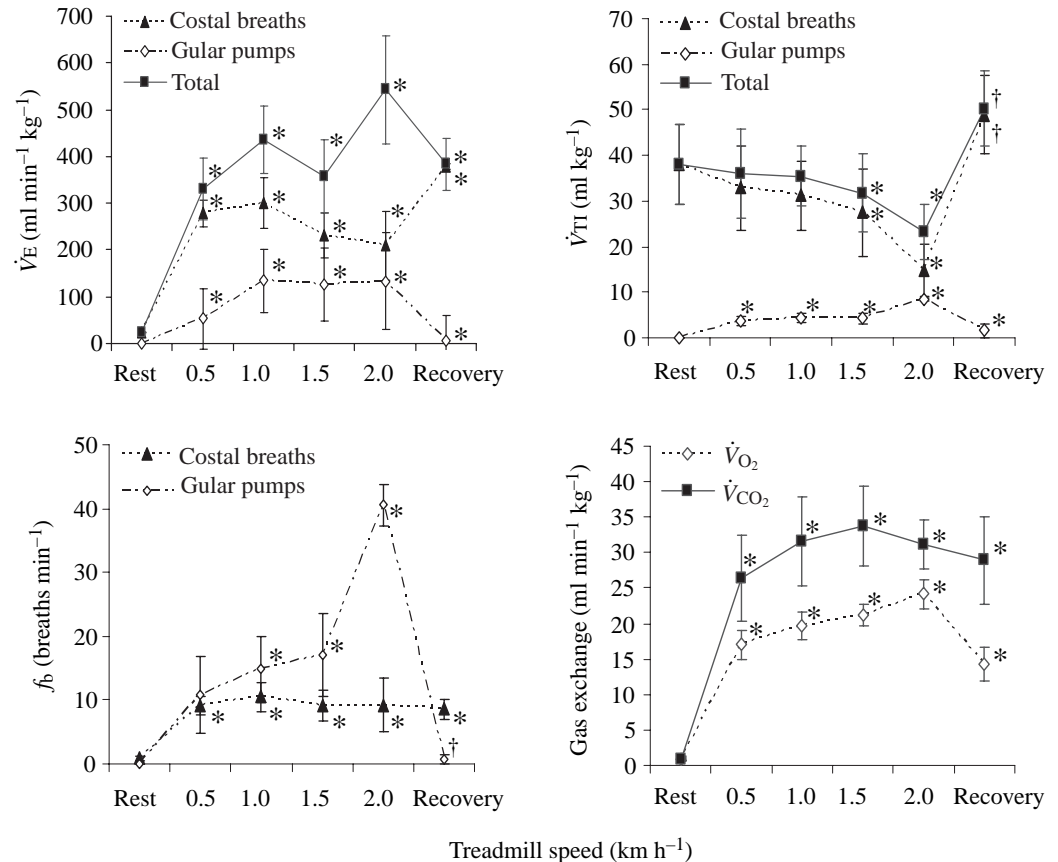 700
600
500
400
300
200
100
0
V̇E (ml min–1 kg–1)
Costal breaths
Gular pumps
Total
* * * * * * * * * * * * * * *
Rest 0.5 1.0 1.5 2.0 Recovery
60
50
40
30
20
10
0
V̇TI (ml kg–1)
Costal breaths
Gular pumps
Total
* * * * * * * * * † †
Rest 0.5 1.0 1.5 2.0 Recovery
50
40
30
20
10
0
fb (breaths min–1)
Costal breaths
Gular pumps
* * * * * * * * †
Rest 0.5 1.0 1.5 2.0 Recovery
45
40
35
30
25
20
15
10
5
0
Gas exchange (ml min–1 kg–1)
V̇O2
V̇CO2
* * * * * * * * * *
Rest 0.5 1.0 1.5 2.0 Recovery
Treadmill speed (km h–1)